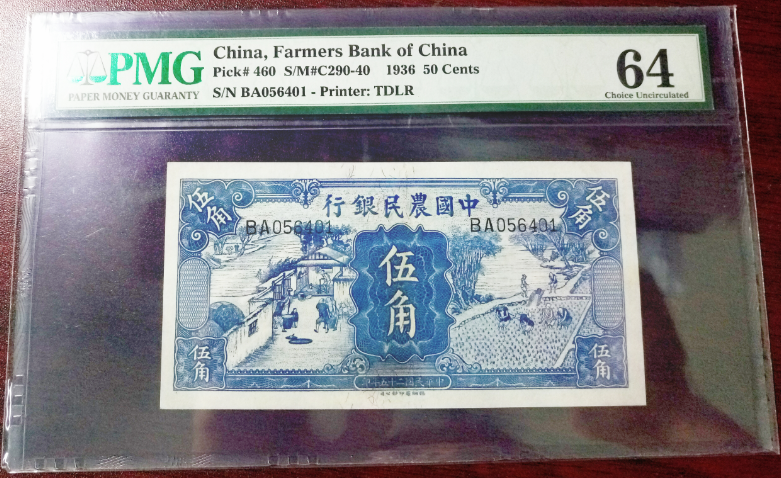 PMG
PAPER MONEY GUARANTY
China, Farmers Bank of China
Pick# 460 S/M#C290-40 1936 50 Cents
S/N BA056401 - Printer: TDLR
64
Choice Uncirculated
伍角
行銀民農國中
伍角
BA056401
BA056401
伍角
伍角
伍角